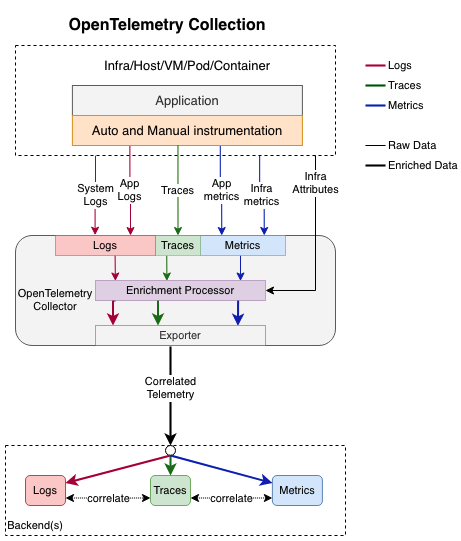 OpenTelemetry Collection
Infra/Host/VM/Pod/Container
Application
Auto and Manual instrumentation
Logs
Traces
Metrics
Raw Data
Enriched Data
System
Logs
App
Logs
Traces
App
metrics
Infra
metrics
Infra
Attributes
Logs
Traces
Metrics
OpenTelemetry
Collector
Enrichment Processor
Exporter
Correlated
Telemetry
Logs
correlate
Traces
correlate
Metrics
Backend(s)